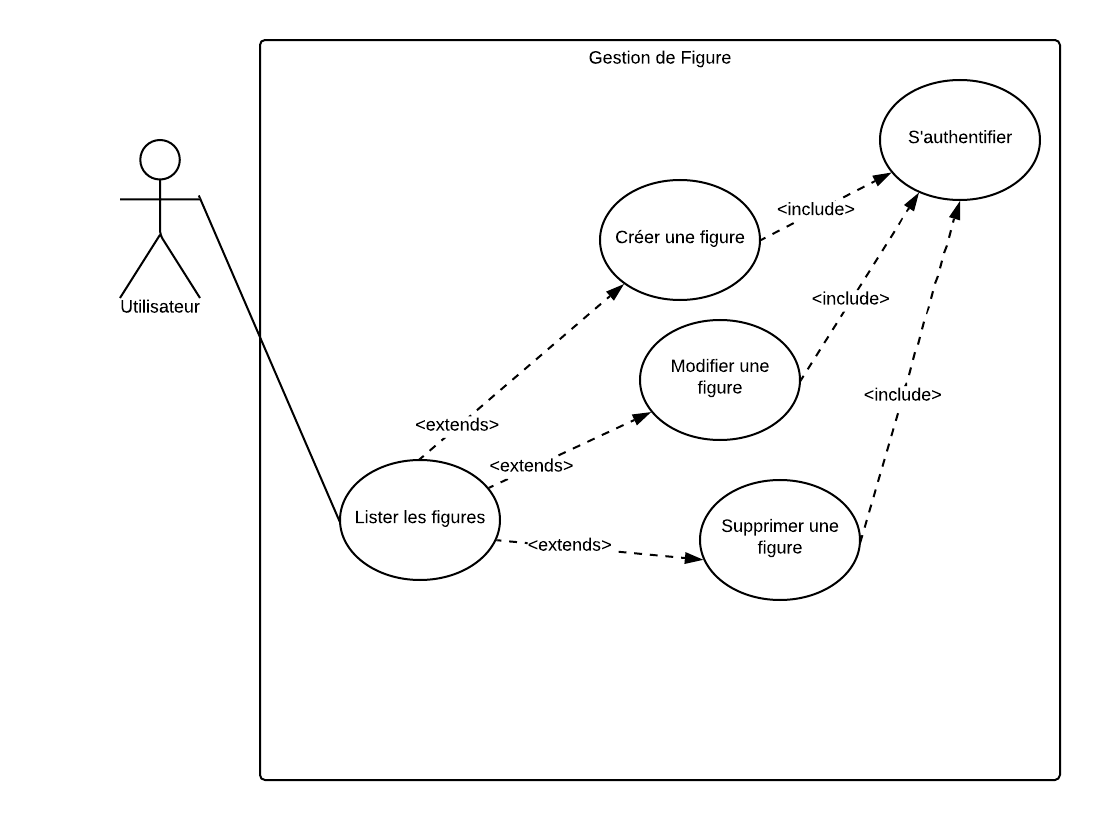 Gestion de Figure
S'authentifier
<include>
Créer une figure
<include>
Utilisateur
Modifier une
figure
<include>
<extends>
<extends>
Lister les figures
Supprimer une
figure
<extends>